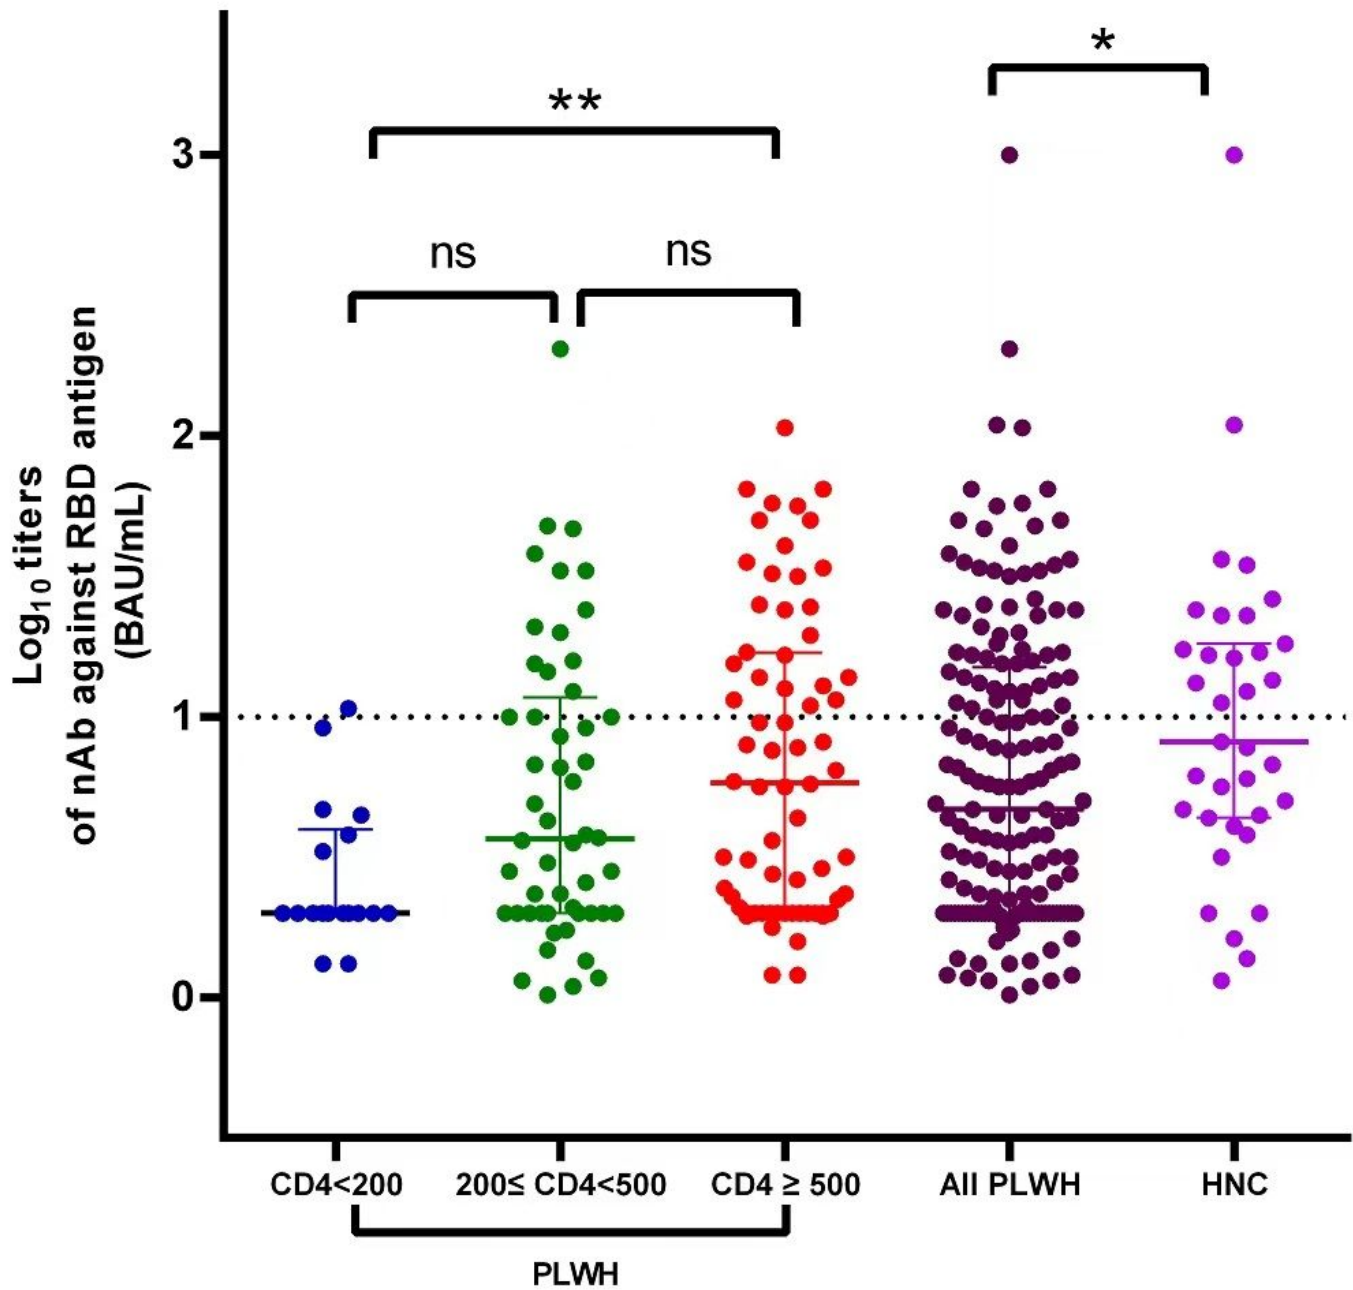 *
**
3
ns
ns
2
Log10 titers
of nAb against RBD antigen
(BAU/mL)
1
0
CD4<200
200≤ CD4<500
CD4 ≥ 500
All PLWH
HNC
PLWH